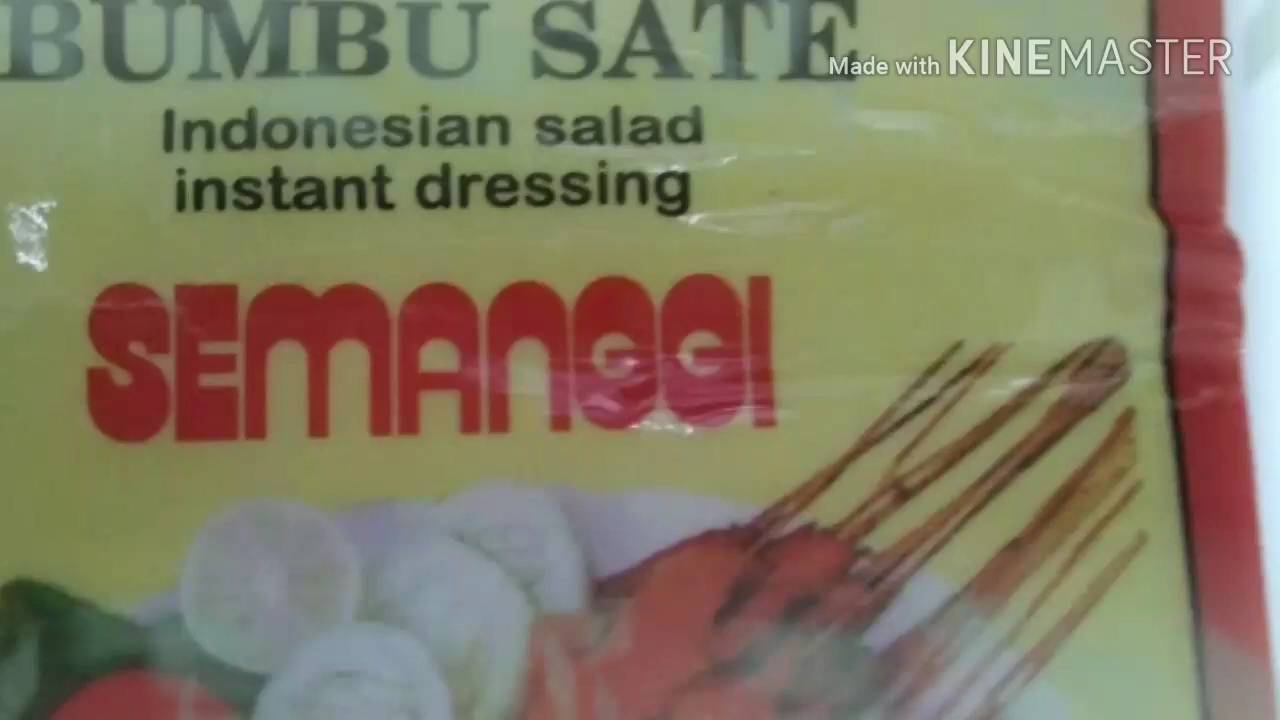 BUMBU SATE
Made with KINEMASTER
Indonesian salad
instant dressing
SEMANGGI